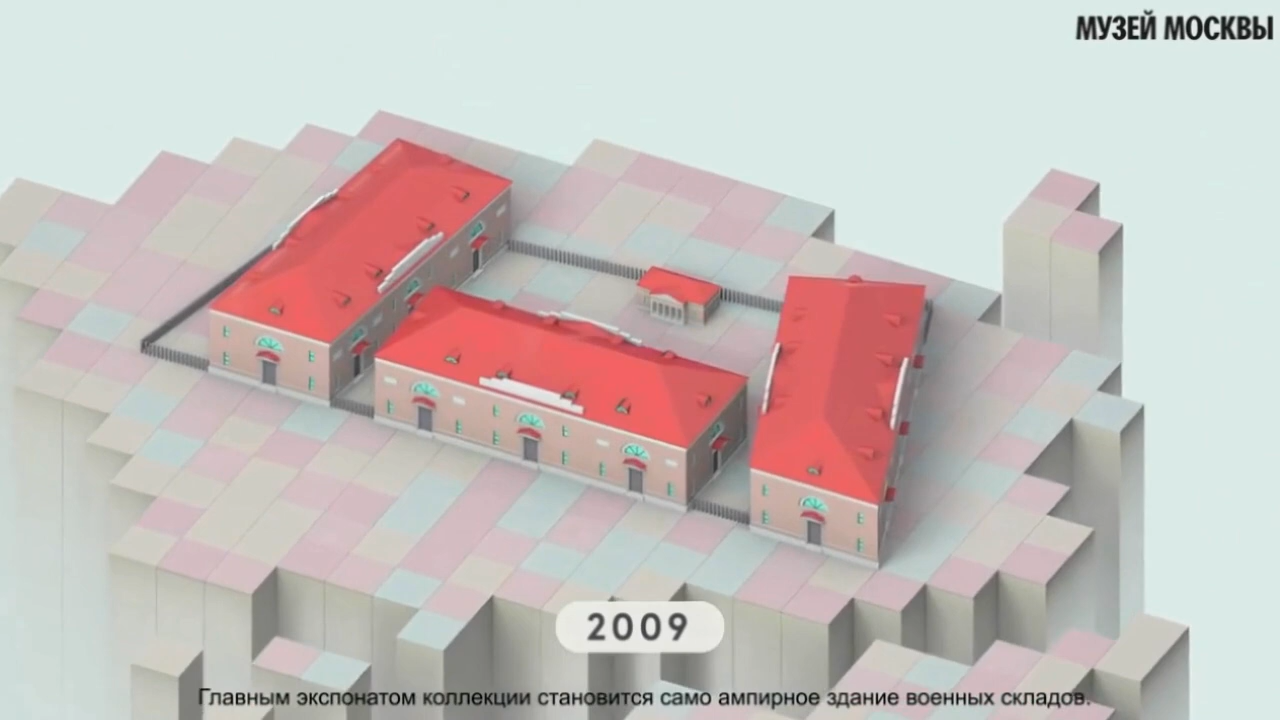 МУЗЕЙ МОСКВЫ
2009
Главным экспонатом коллекции становится само ампирное здание военных складов.